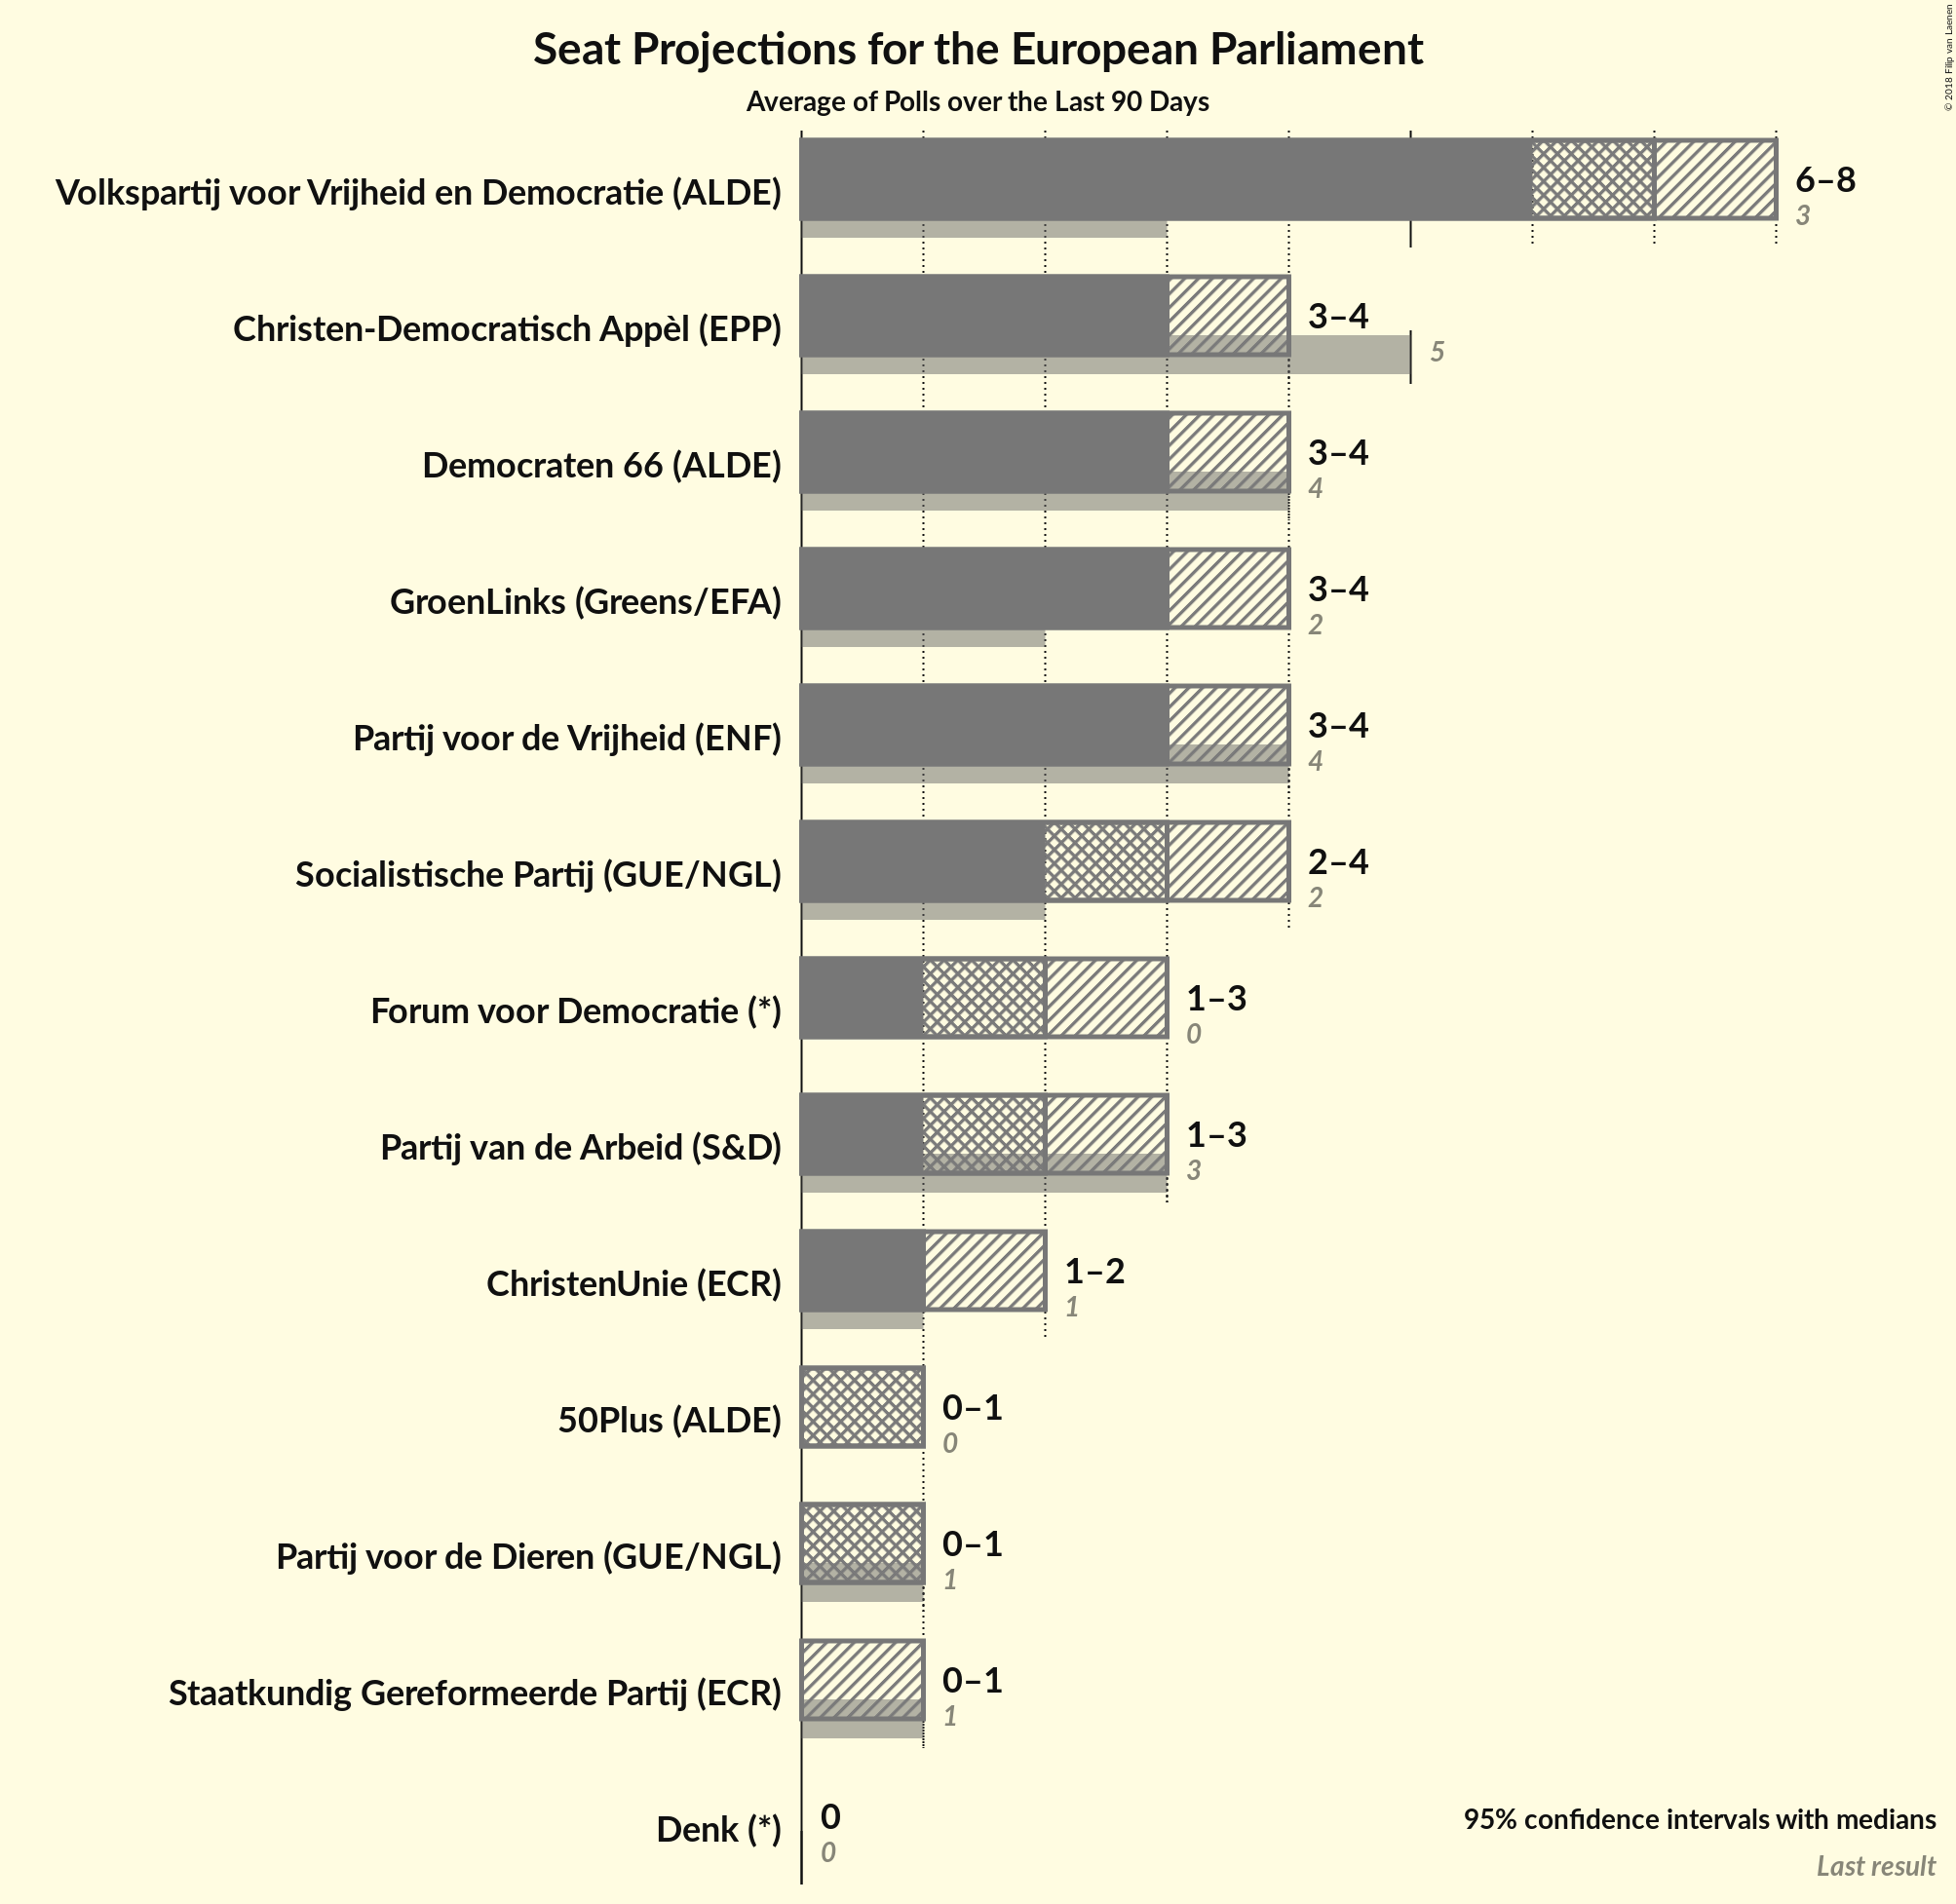 Seat Projections for the European Parliament
Average of Polls over the Last 90 Days
© 2018 Filip van Laenen
Volkspartij voor Vrijheid en Democratie (ALDE)
6–8
3
Christen-Democratisch Appèl (EPP)
3–4
5
Democraten 66 (ALDE)
3–4
4
GroenLinks (Greens/EFA)
3–4
2
Partij voor de Vrijheid (ENF)
3–4
4
Socialistische Partij (GUE/NGL)
2–4
2
Forum voor Democratie (*)
1–3
0
Partij van de Arbeid (S&D)
1–3
3
ChristenUnie (ECR)
1–2
1
50Plus (ALDE)
0–1
0
Partij voor de Dieren (GUE/NGL)
0–1
1
Staatkundig Gereformeerde Partij (ECR)
0–1
1
Denk (*)
0
0
95% confidence intervals with medians
Last result